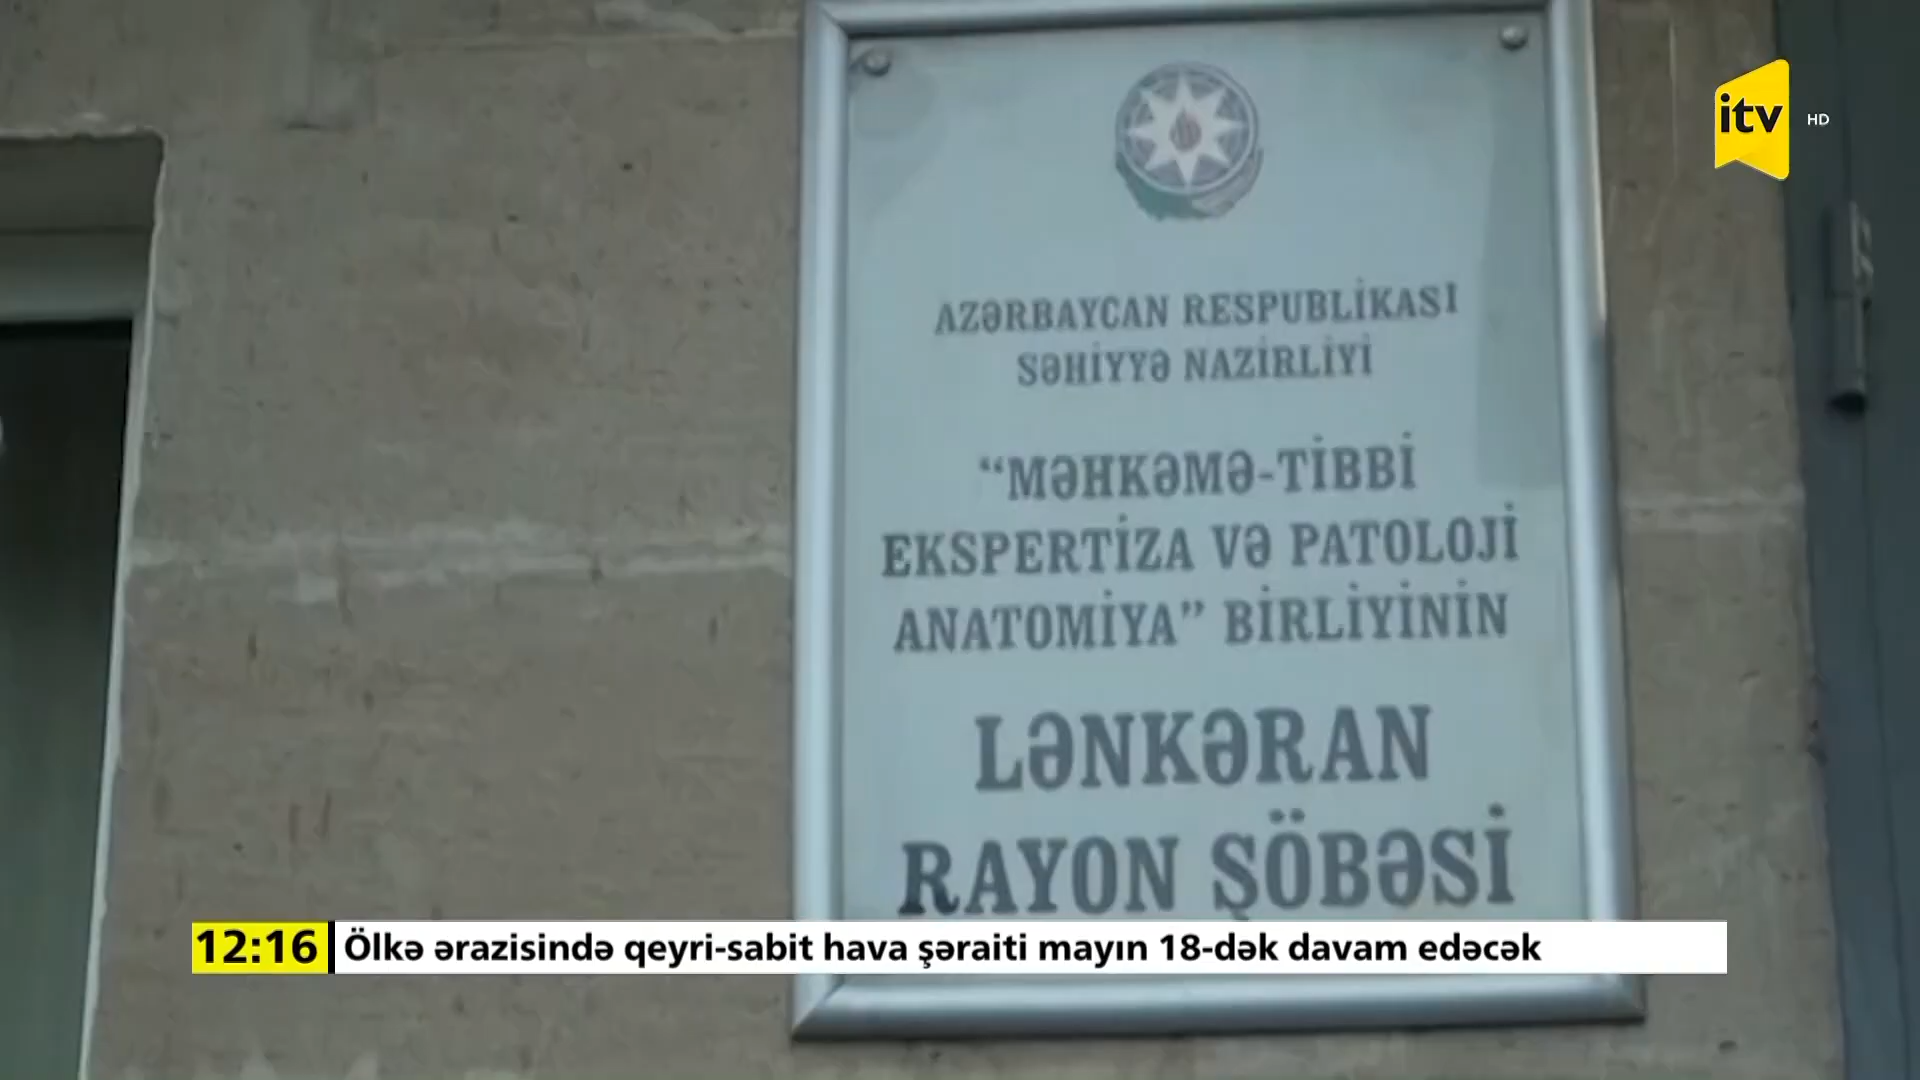 itv HD
AZƏRBAYCAN RESPUBLİKASI
SƏHİYYƏ NAZİRLİYİ
“MƏHKƏMƏ-TİBBİ
EKSPERTİZA VƏ PATOLOJİ
ANATOMİYA” BİRLİYİNİN
LƏNKƏRAN
RAYON ŞÖBƏSİ
12:16 Ölkə ərazisində qeyri-sabit hava şəraiti mayın 18-dək davam edəcək